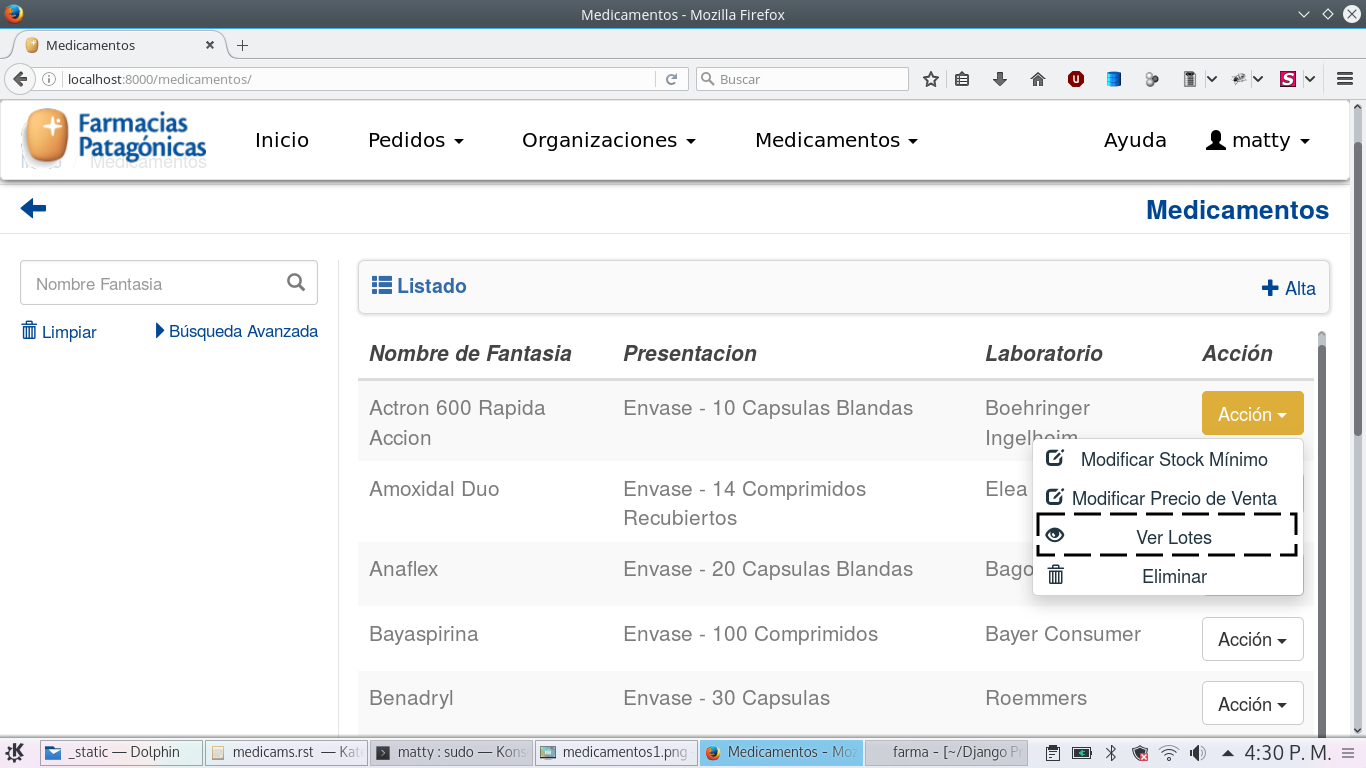 Medicamentos - Mozilla Firefox
Medicamentos
localhost:8000/medicamentos/
Buscar
Farmacias
Patagónicas
Inicio
Pedidos
Organizaciones
Medicamentos
Ayuda
matty
Medicamentos
Medicamentos
Nombre Fantasia
Limpiar
Búsqueda Avanzada
Listado
Alta
Nombre de Fantasia Presentacion Laboratorio Acción
Actron 600 Rapida Envase - 10 Capsulas Blandas Boehringer Acción
Accion Ingelheim
Modificar Stock Mínimo
Amoxidal Duo Envase - 14 Comprimidos Elea
Recubiertos
Modificar Precio de Venta
Ver Lotes
Anaflex Envase - 20 Capsulas Blandas Bago
Eliminar
Bayaspirina Envase - 100 Comprimidos Bayer Consumer Acción
Benadryl Envase - 30 Capsulas Roemmers Acción
_static — Dolphin
medicams.rst — Kat
matty : sudo — Kons
medicamentos1.png
Medicamentos - Moz
farma - [~/Django P
4:30 P. M.